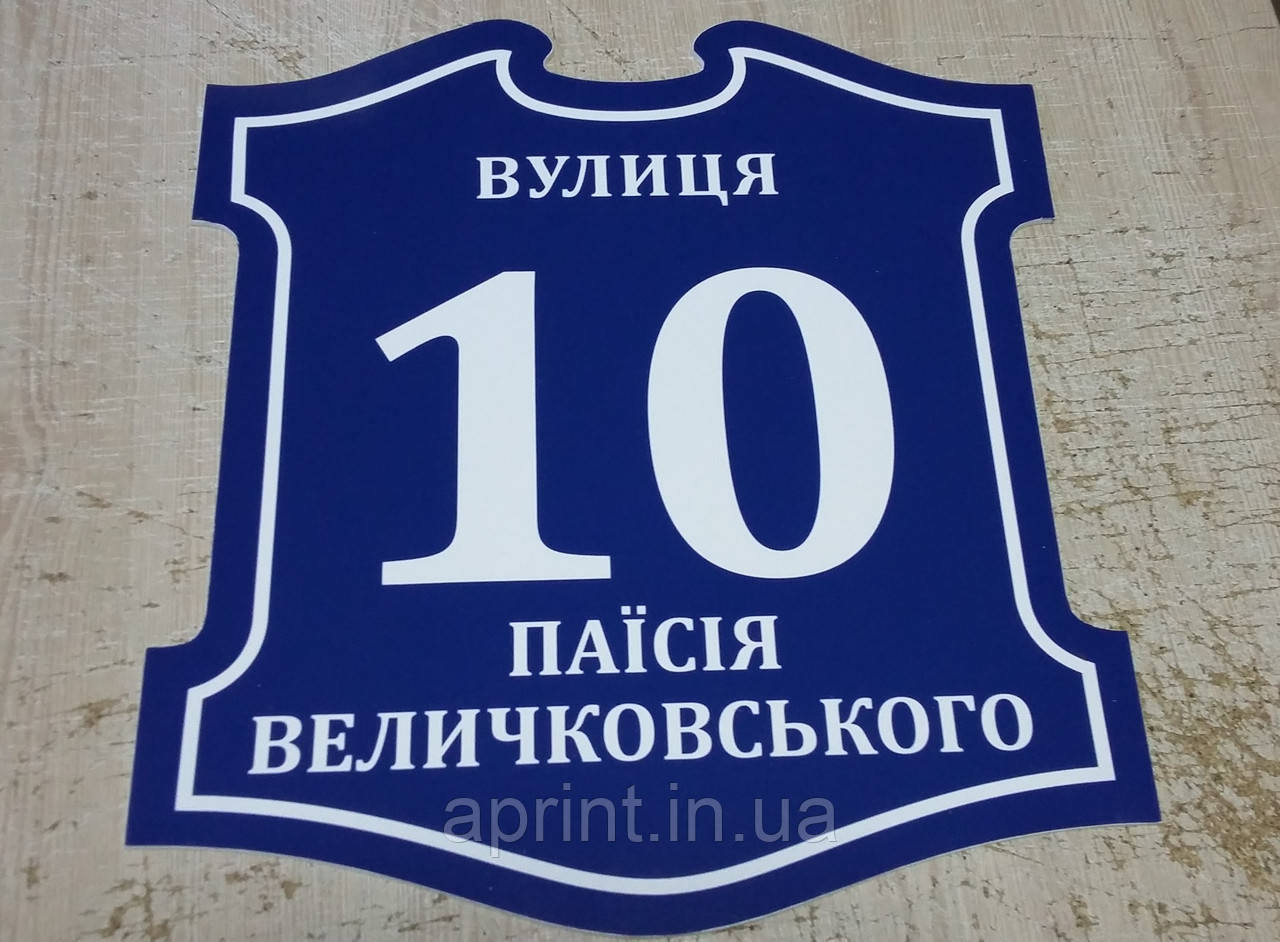 ВУЛИЦЯ
10
ПАЇСІЯ
ВЕЛИЧКОВСЬКОГО
aprint.in.ua